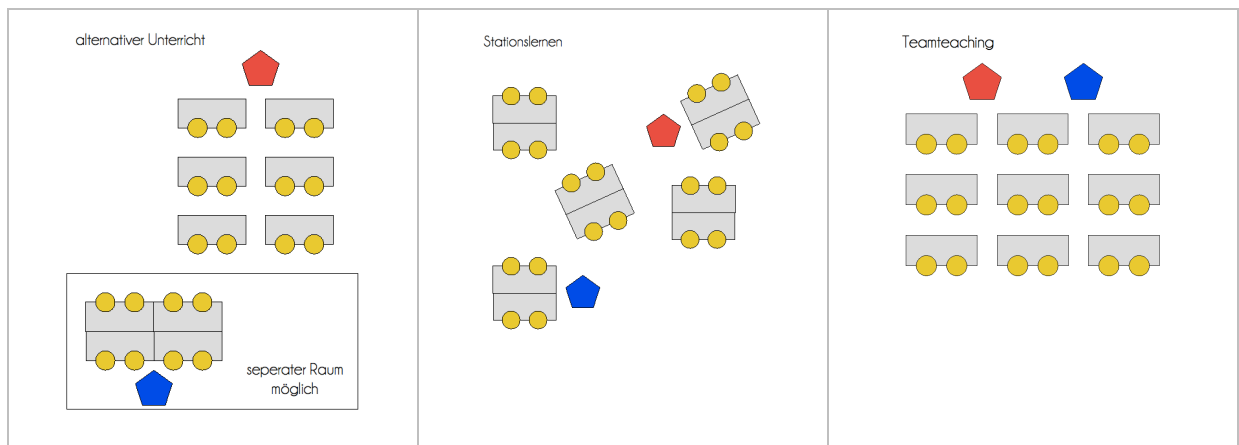 alternativer Unterricht
Stationslernen
Teamteaching
seperater Raum
möglich